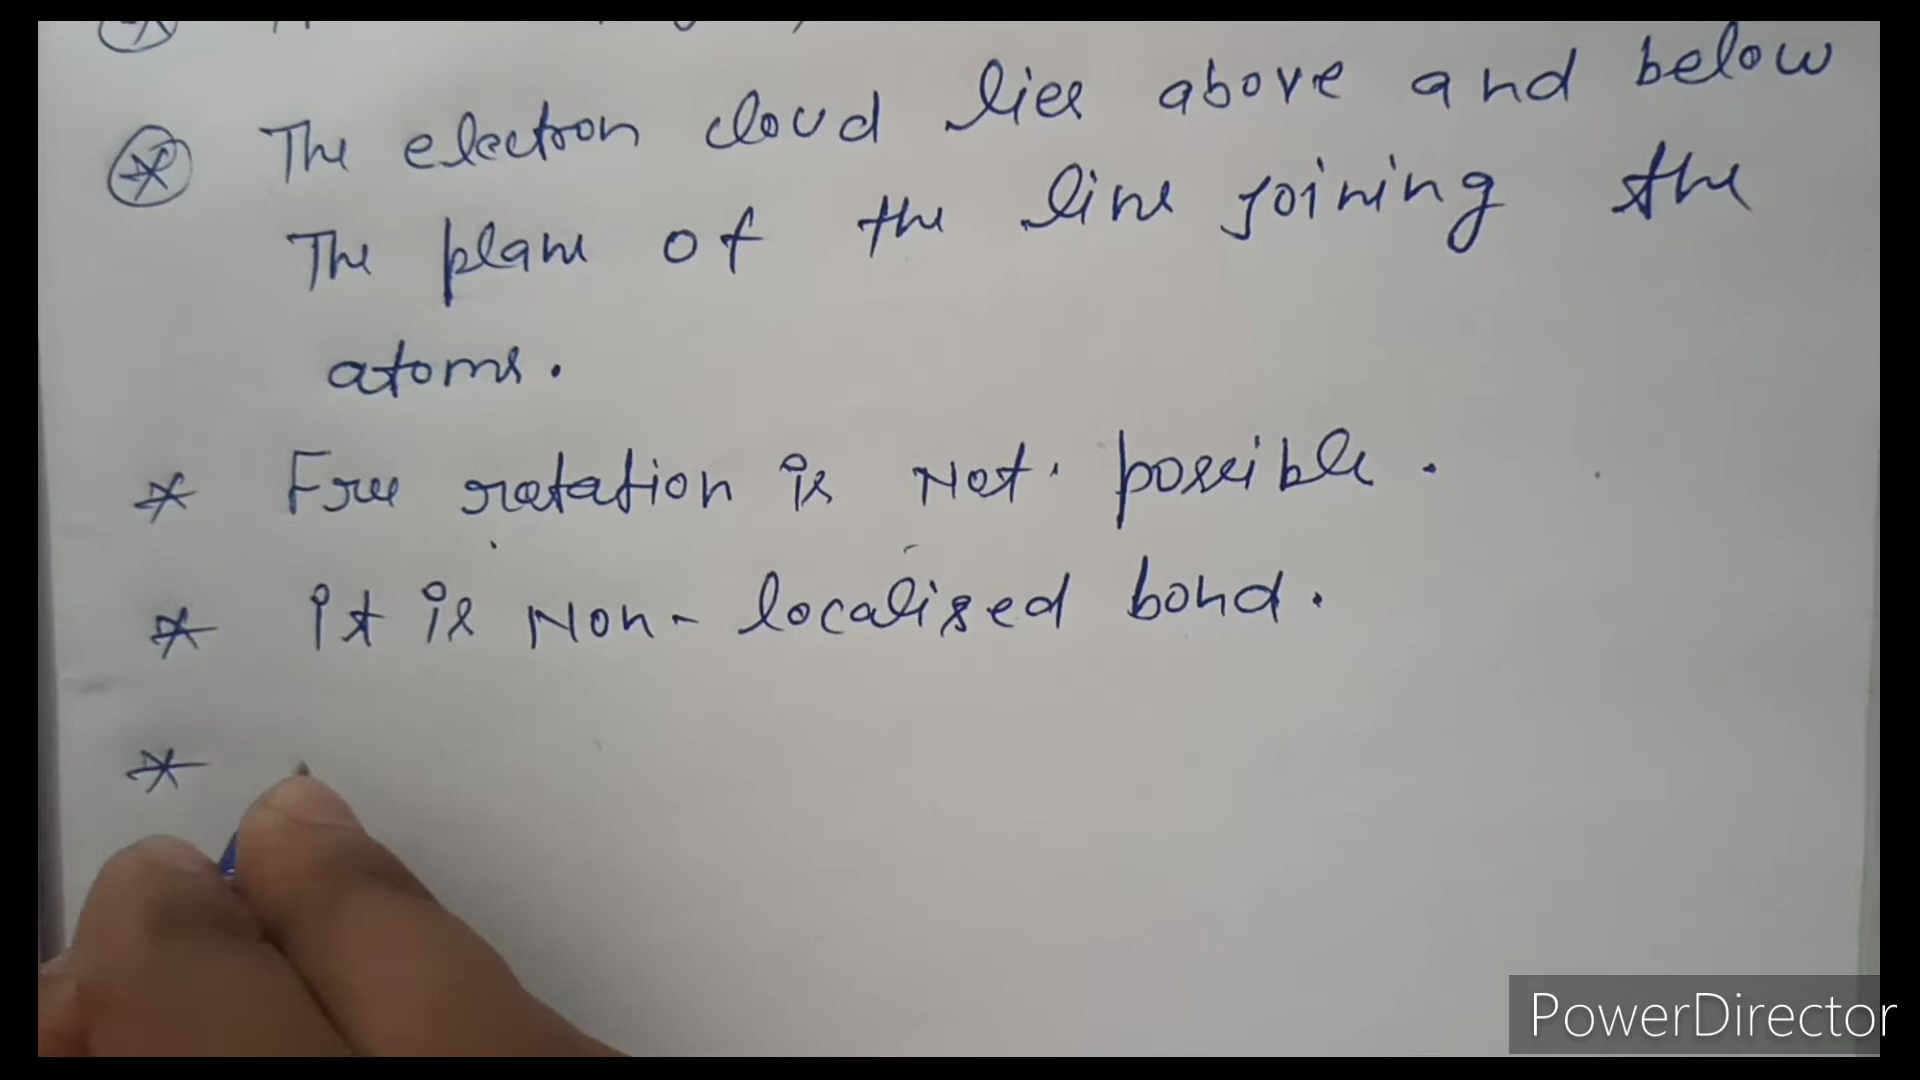 The electron cloud lies above and below
The plane of the line joining the
atoms.
* Free rotation is Not possible.
* it is Non-localized bond.
*
PowerDirector